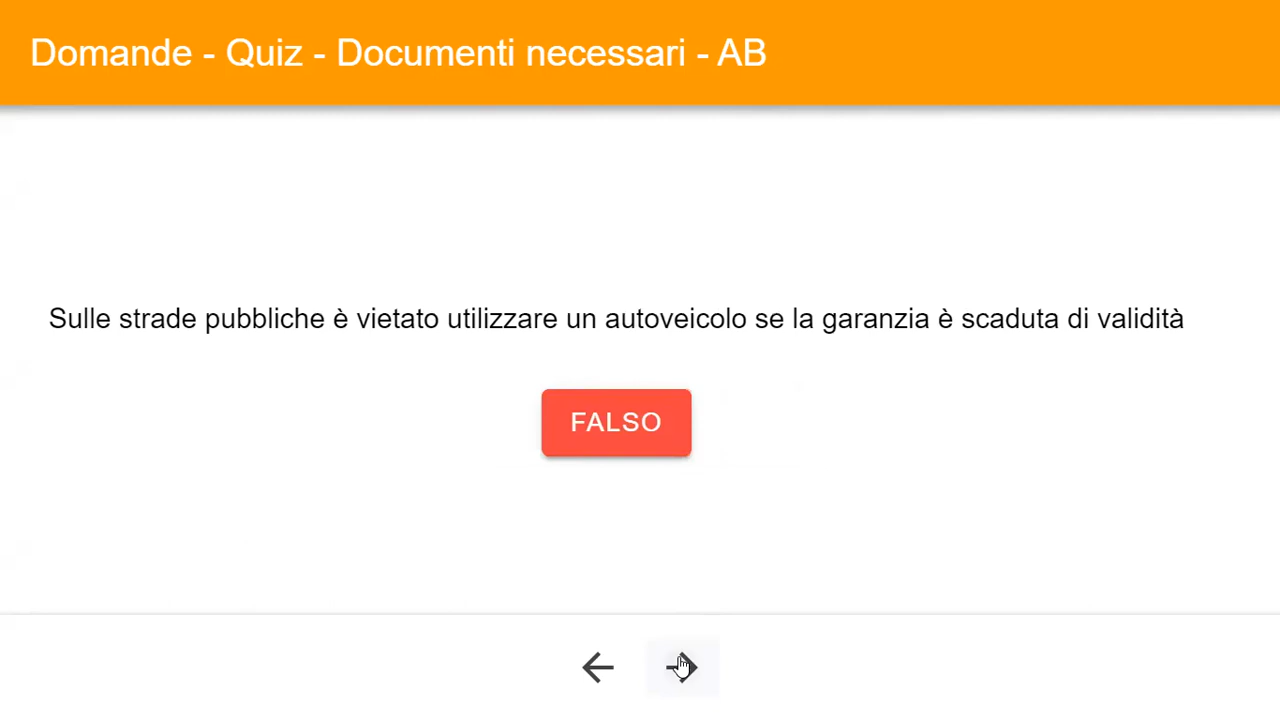 Domande - Quiz - Documenti necessari - AB
Sulle strade pubbliche è vietato utilizzare un autoveicolo se la garanzia è scaduta di validità
FALSO